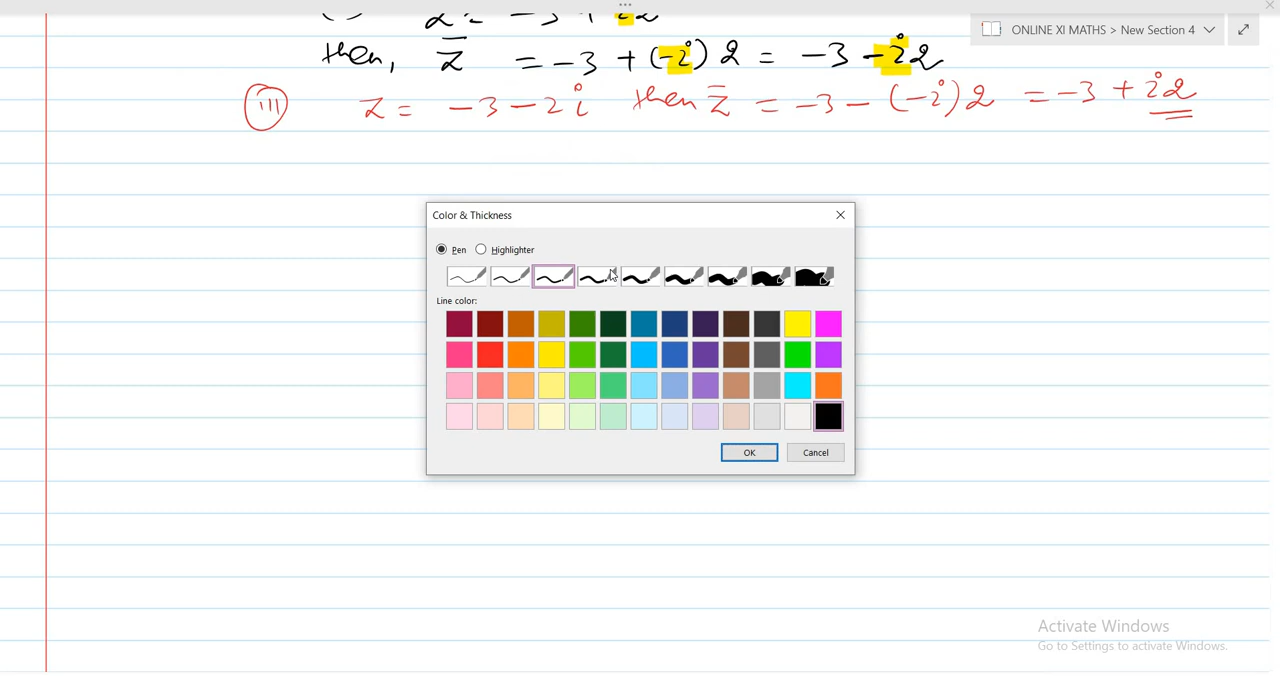 ONLINE XI MATHS > New Section 4
then, z̅ = -3 + (-i) 2 = -3 - i2
(iii) z = -3 - 2i then z̅ = -3 - (-i) 2 = -3 + i2
Color & Thickness
Pen Highlighter
Line color:
OK Cancel
Activate Windows
Go to Settings to activate Windows.